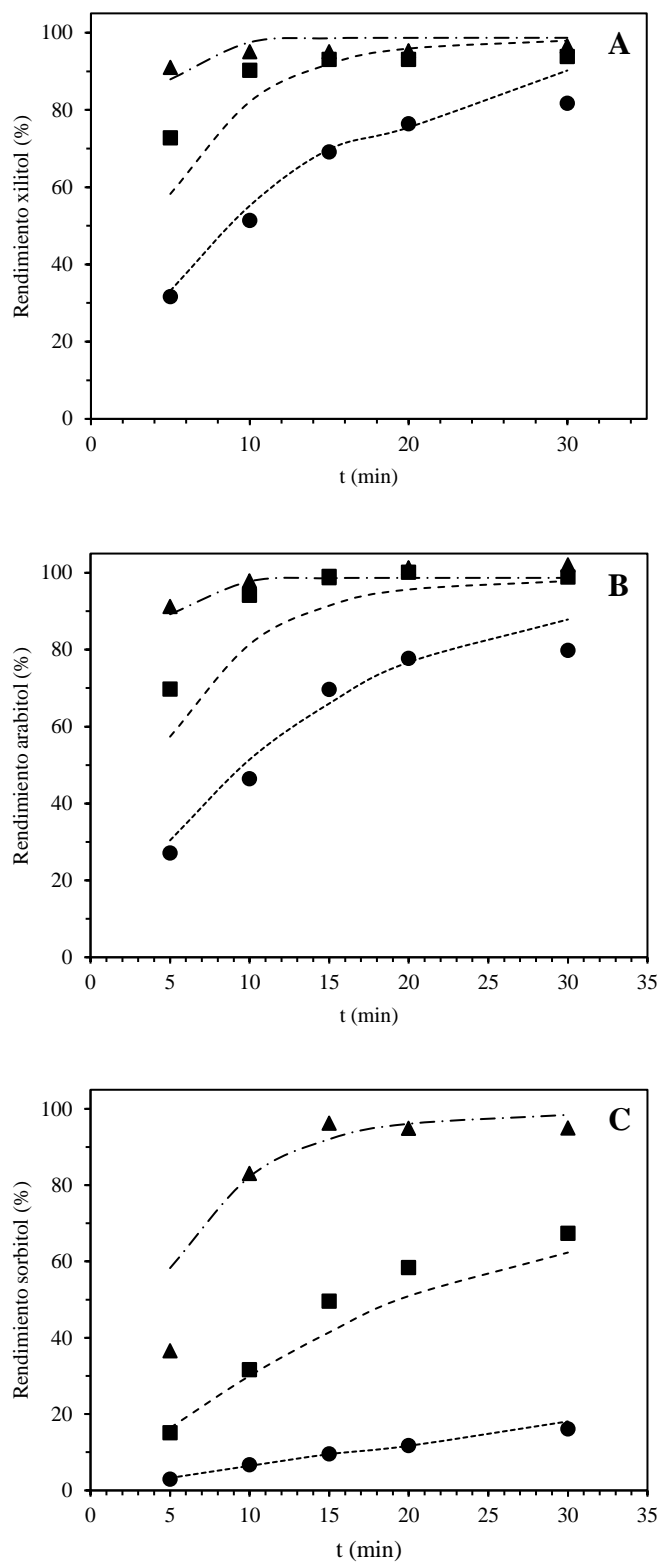 A
Rendimiento xilitol (%)
100
80
60
40
20
0
0 10 20 30
t (min)
B
Rendimiento arabitol (%)
100
80
60
40
20
0
0 5 10 15 20 25 30 35
t (min)
C
Rendimiento sorbitol (%)
100
80
60
40
20
0
0 5 10 15 20 25 30 35
t (min)